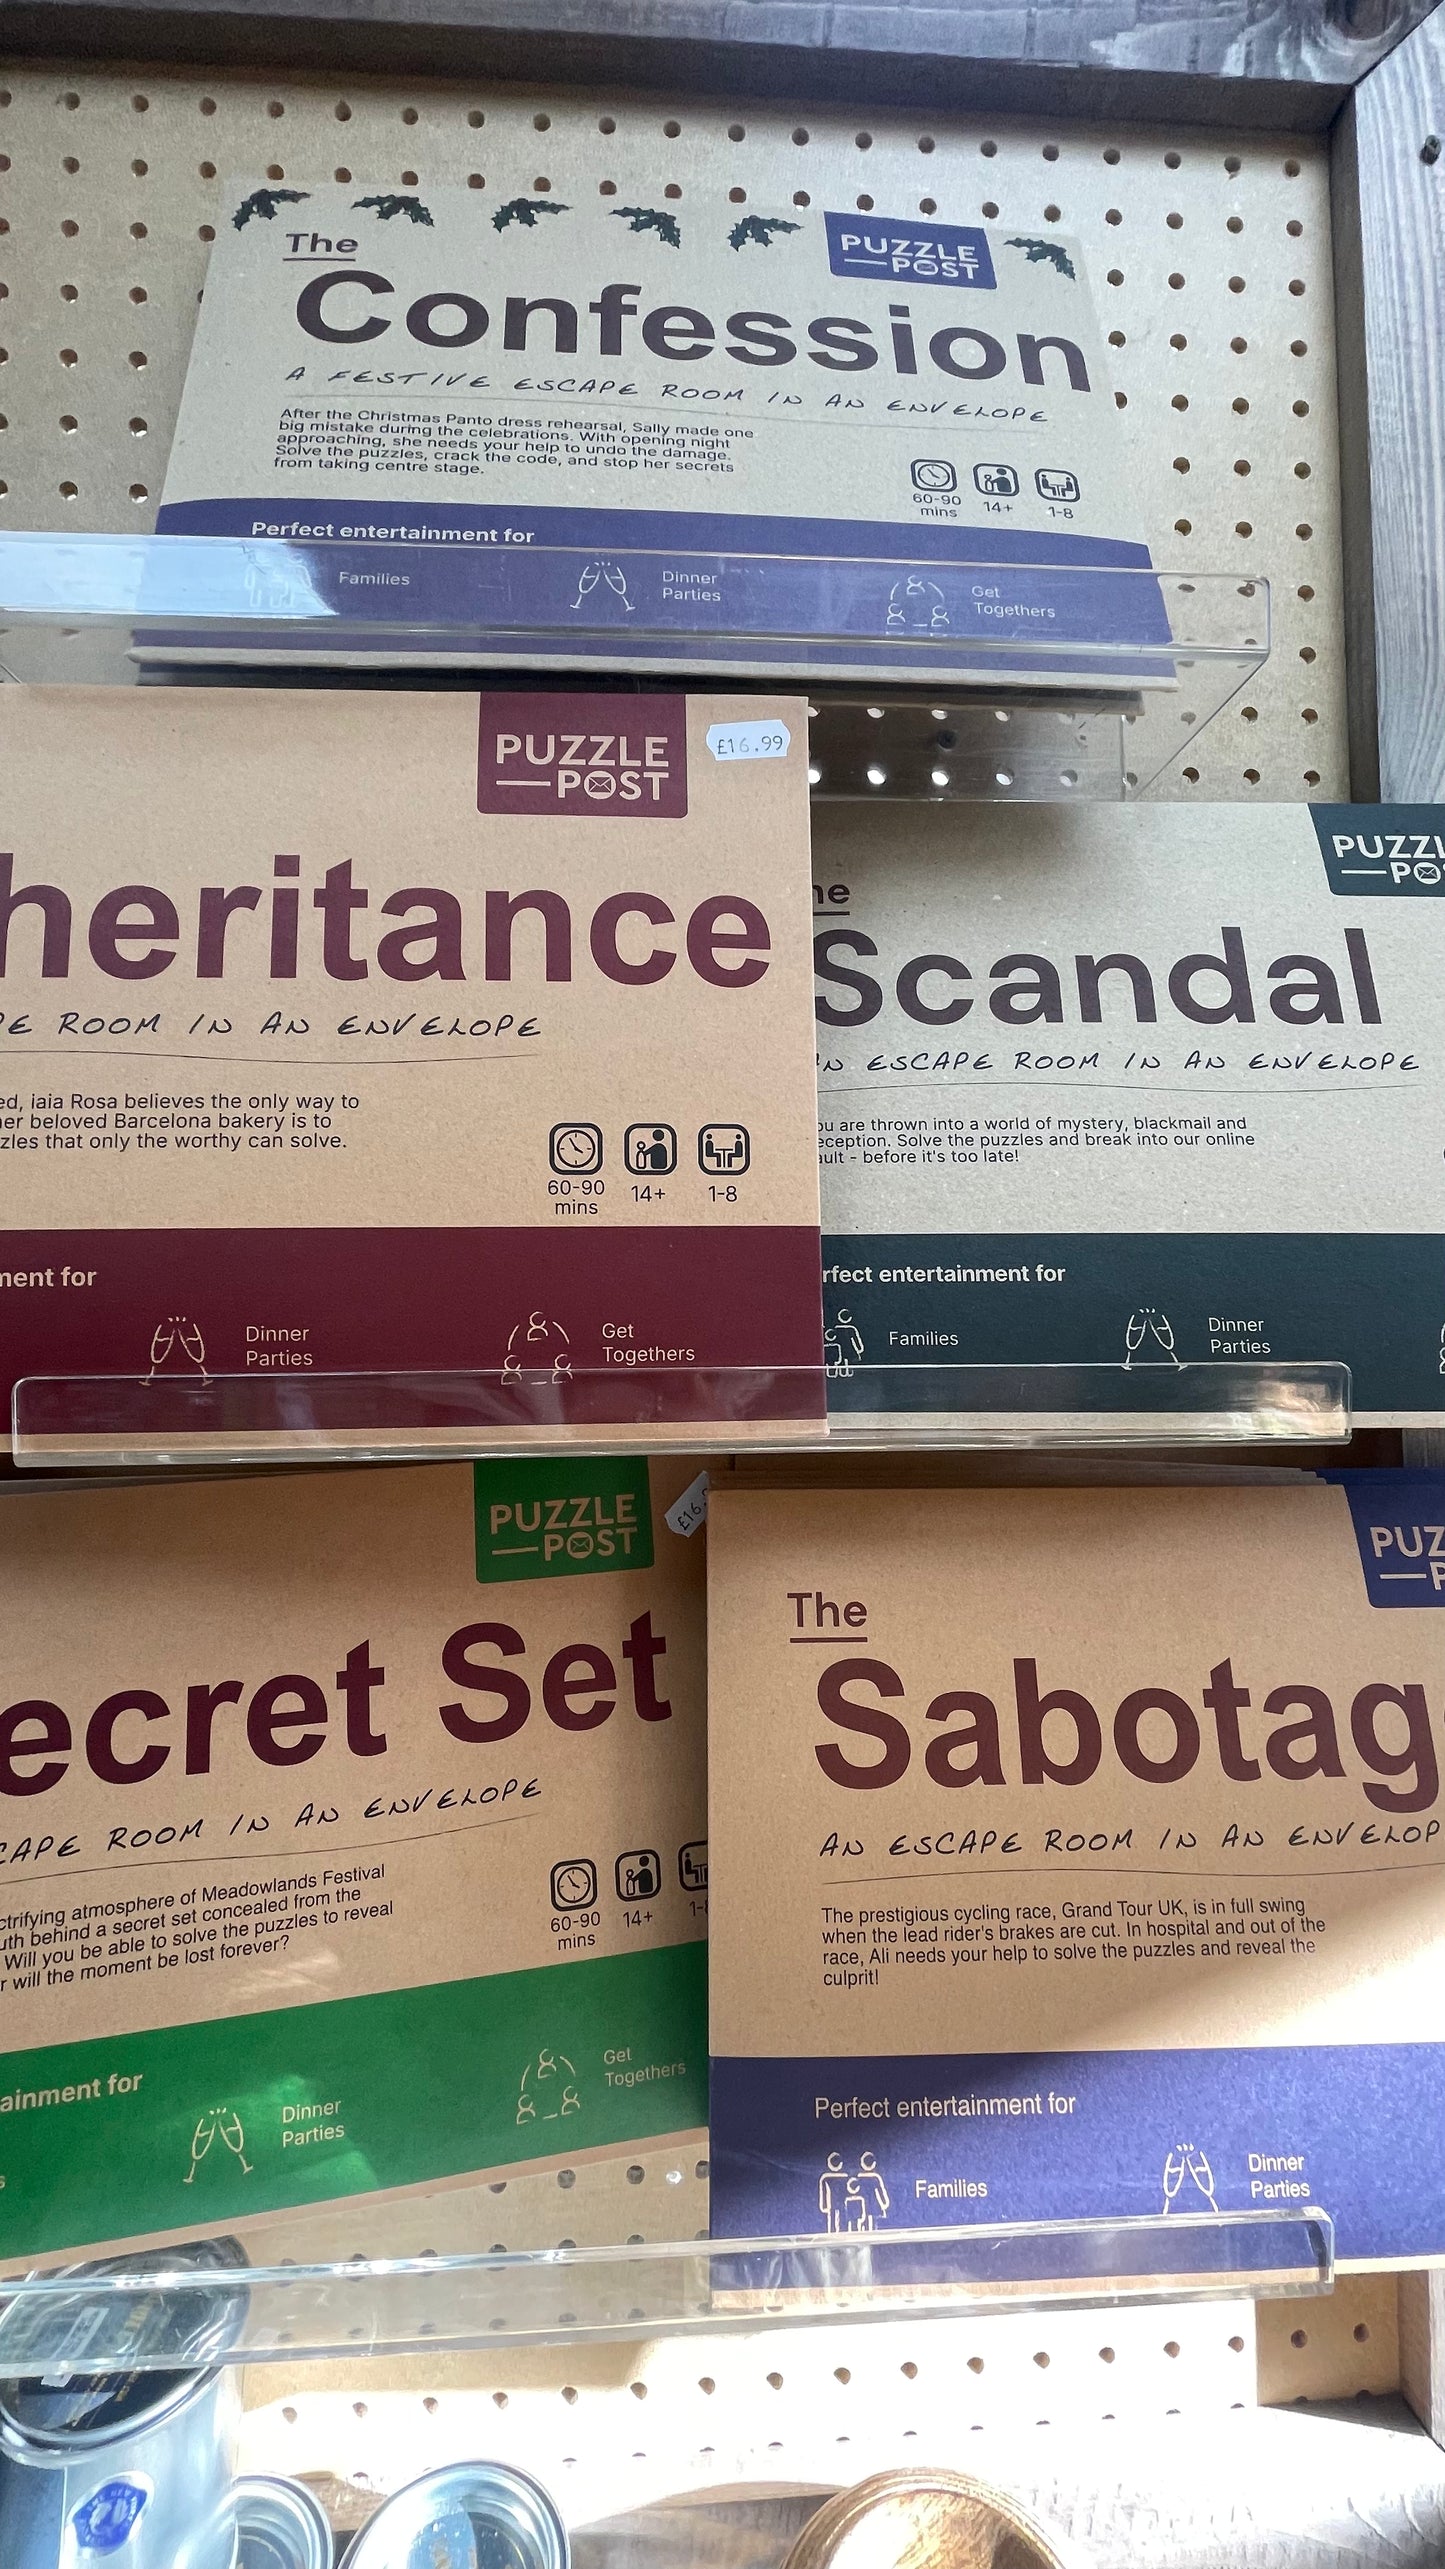 The
PUZZLE
POST
Confession
A FESTIVE ESCAPE ROOM IN AN ENVELOPE
After the Christmas Panto dress rehearsal, Sally made one
big mistake during the celebrations. With opening night
approaching, she needs your help to undo the damage.
Solve the puzzles, crack the code, and stop her secrets
from taking centre stage.
60-90
mins
14+
1-8
Perfect entertainment for
Families
Dinner
Parties
Get
Togethers
PUZZLE
POST
£16.99
heritance
PE ROOM IN AN ENVELOPE
ed, iaia Rosa believes the only way to
her beloved Barcelona bakery is to
zles that only the worthy can solve.
60-90
mins
14+
1-8
ment for
Dinner
Parties
Get
Togethers
PUZZL
PO
he
Scandal
N ESCAPE ROOM IN AN ENVELOPE
ou are thrown into a world of mystery, blackmail and
eception. Solve the puzzles and break into our online
ault - before it's too late!
rfect entertainment for
Families
Dinner
Parties
PUZZLE
POST
£16.
ecret Set
CAPE ROOM IN AN ENVELOPE
ctrifying atmosphere of Meadowlands Festival
uth behind a secret set concealed from the
Will you be able to solve the puzzles to reveal
r will the moment be lost forever?
60-90
mins
14+
1-8
ainment for
s
Dinner
Parties
Get
Togethers
PUZ
P
The
Sabotag
AN ESCAPE ROOM IN AN ENVELOP
The prestigious cycling race, Grand Tour UK, is in full swing
when the lead rider's brakes are cut. In hospital and out of the
race, Ali needs your help to solve the puzzles and reveal the
culprit!
Perfect entertainment for
Families
Dinner
Parties